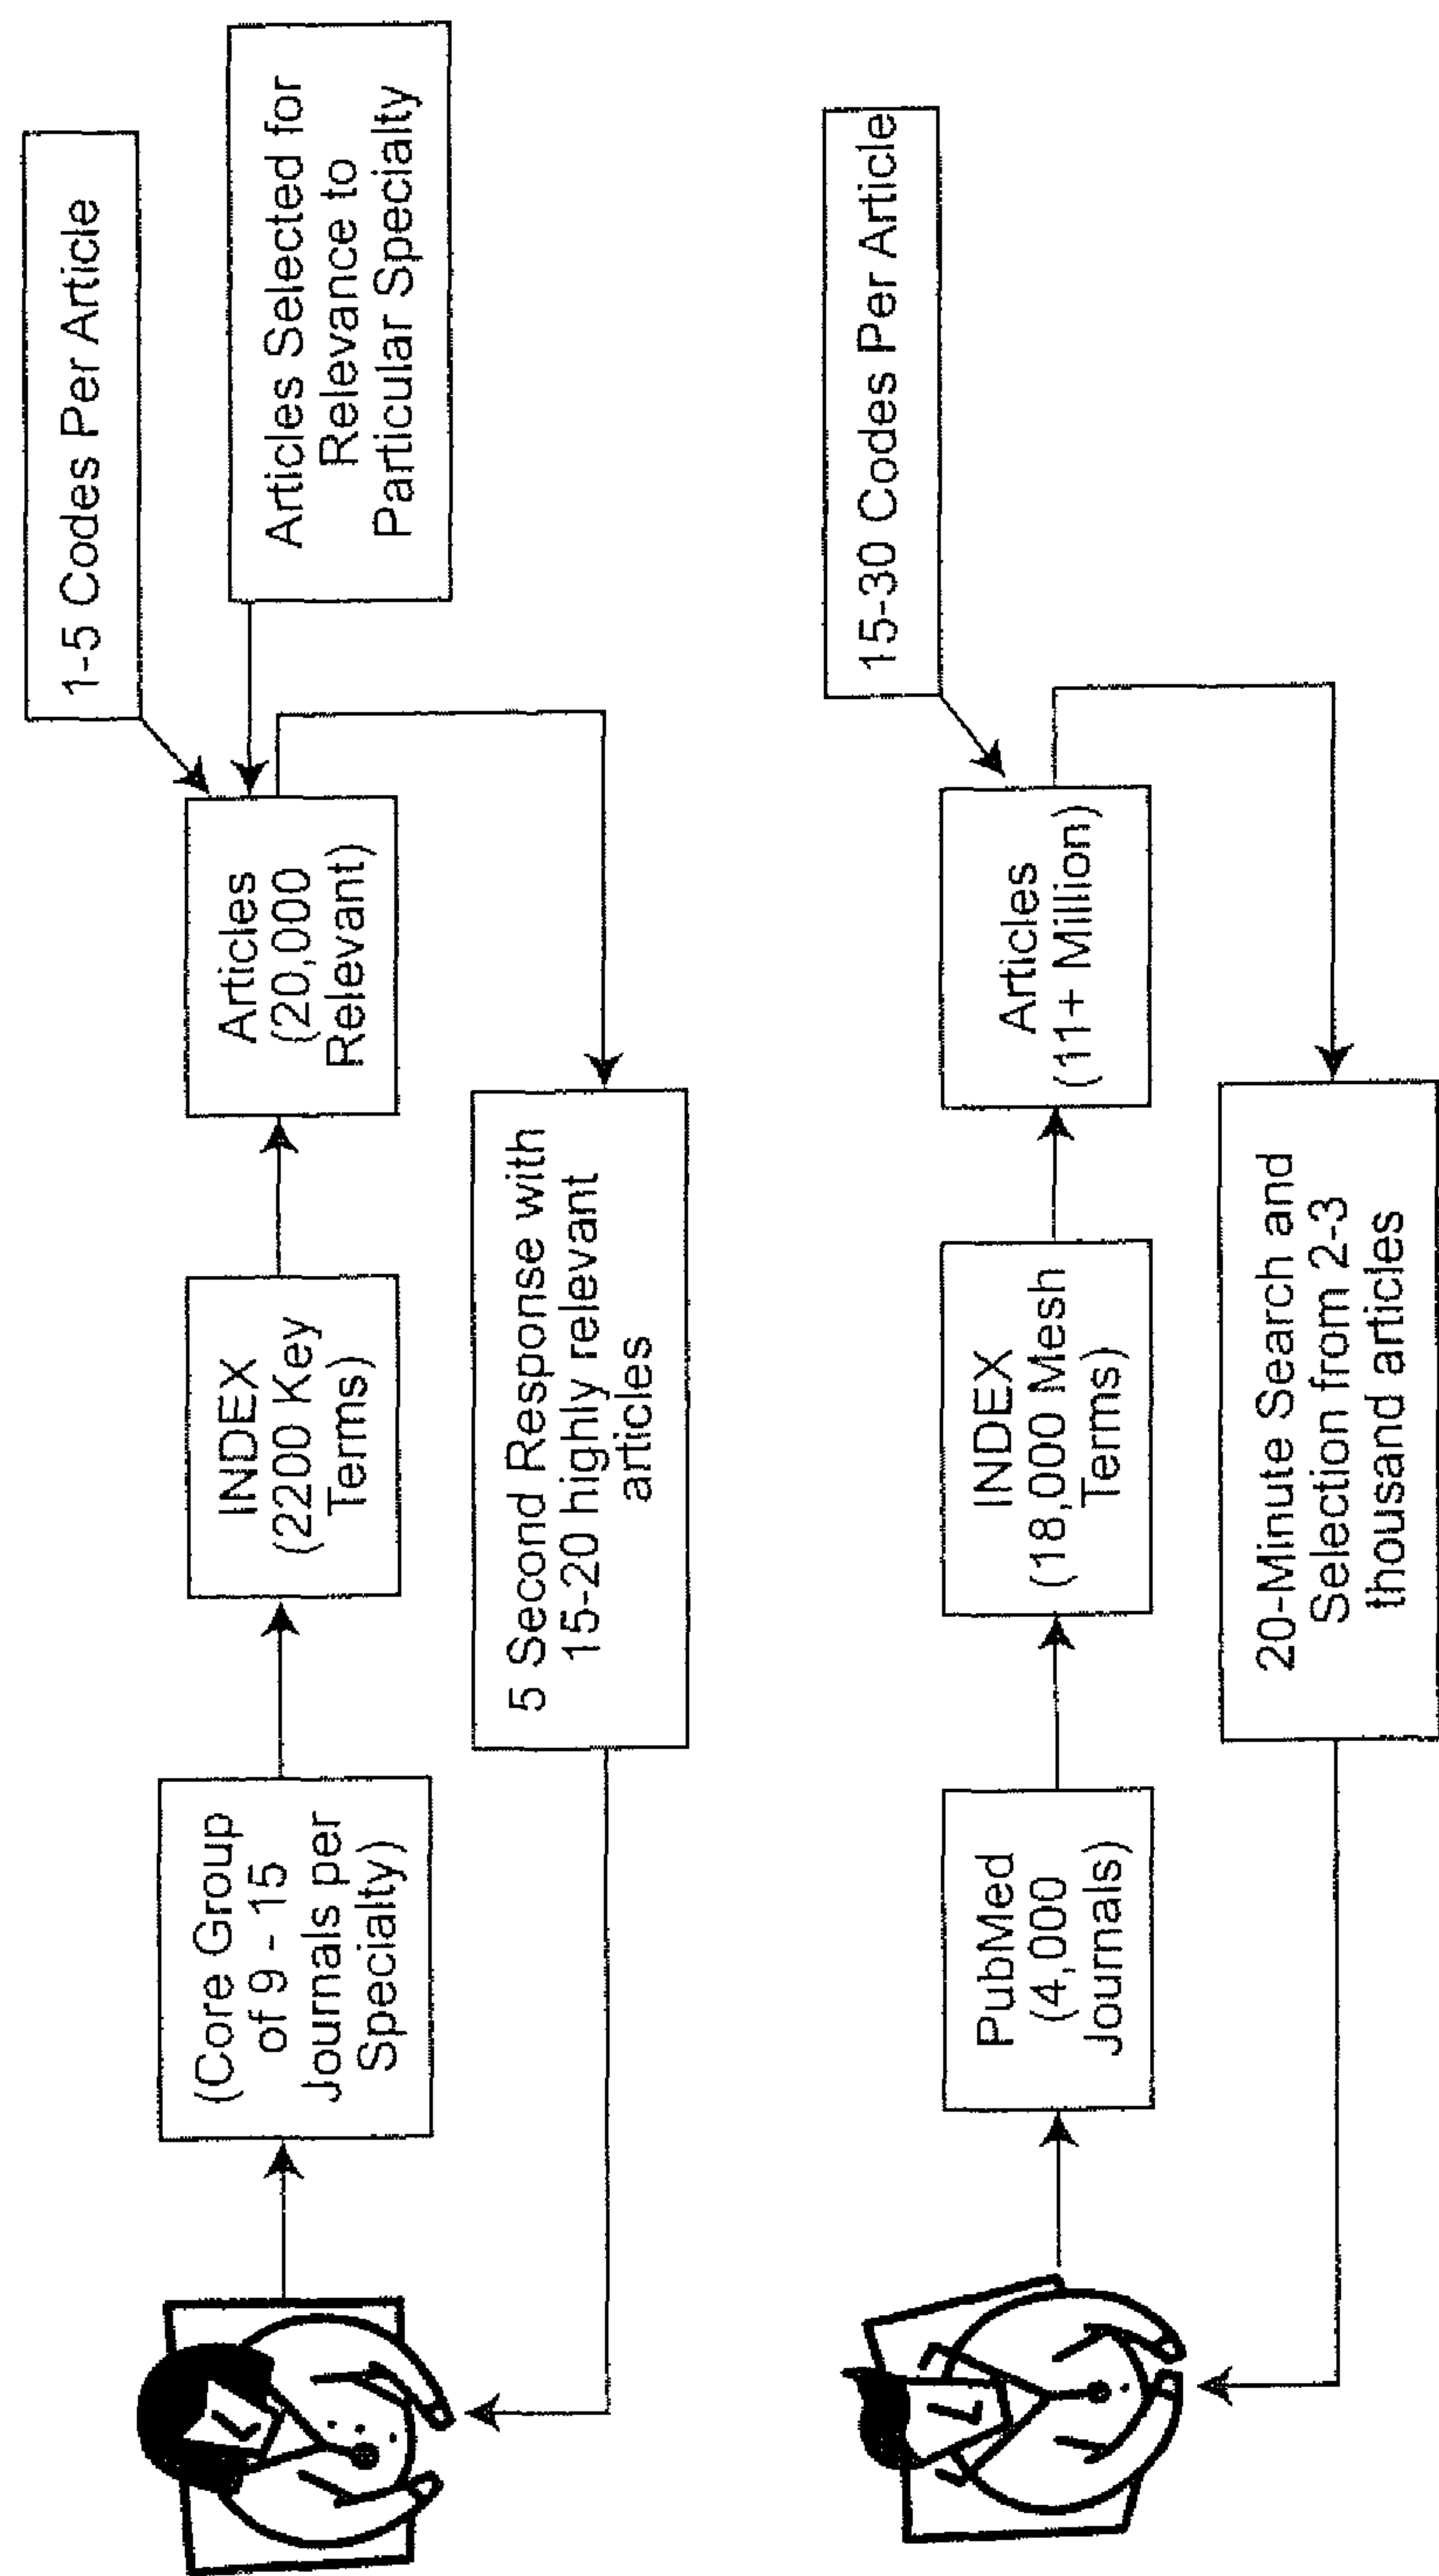 (Core Group
of 9 - 15
Journals per
Specialty)
INDEX
(2200 Key
Terms)
Articles
(20,000
Relevant)
1-5 Codes Per Article
Articles Selected for
Relevance to
Particular Specialty
5 Second Response with
15-20 highly relevant
articles
PubMed
(4,000
Journals)
INDEX
(18,000 Mesh
Terms)
Articles
(11+ Million)
15-30 Codes Per Article
20-Minute Search and
Selection from 2-3
thousand articles